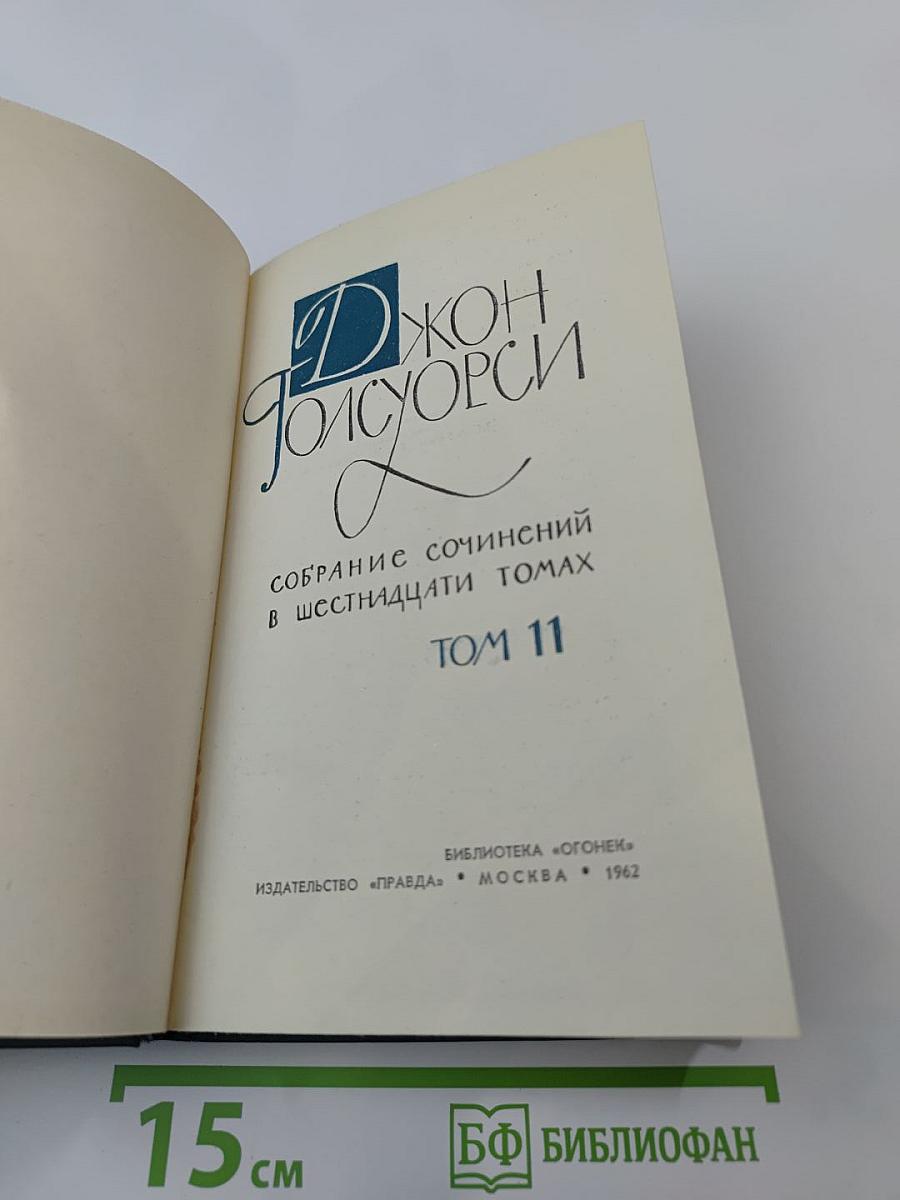 Джон
Голсуорси
СОБРАНИЕ СОЧИНЕНИЙ
В ШЕСТНАДЦАТИ ТОМАХ
ТОМ 11
БИБЛИОТЕКА «ОГОНЕК»
ИЗДАТЕЛЬСТВО «ПРАВДА» * МОСКВА * 1962
15 см
БФ БИБЛИОФАН